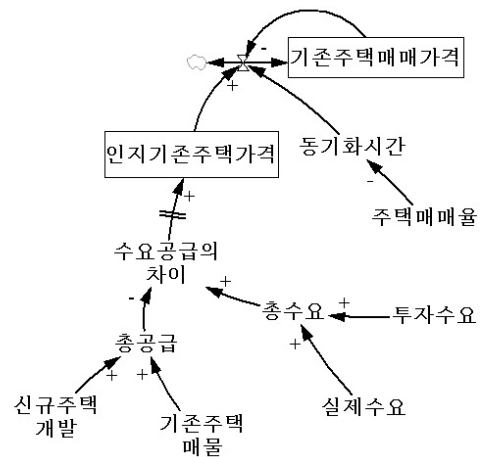 -
기존주택매매가격
+
동기화시간
인지기존주택가격
-
+
주택매매율
수요공급의
차이
+
-
총수요
+
투자수요
총공급
+
+
+
신규주택
개발
기존주택
매물
실제수요